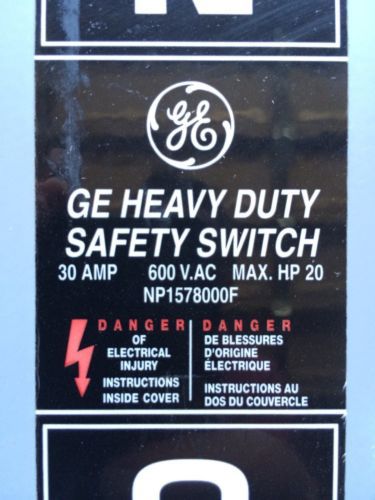 N
GE
GE HEAVY DUTY
SAFETY SWITCH
30 AMP 600 V.AC MAX. HP 20
NP1578000F
DANGER
OF
ELECTRICAL
INJURY
INSTRUCTIONS
INSIDE COVER
DANGER
DE BLESSURES
D'ORIGINE
ÉLECTRIQUE
INSTRUCTIONS AU
DOS DU COUVERCLE